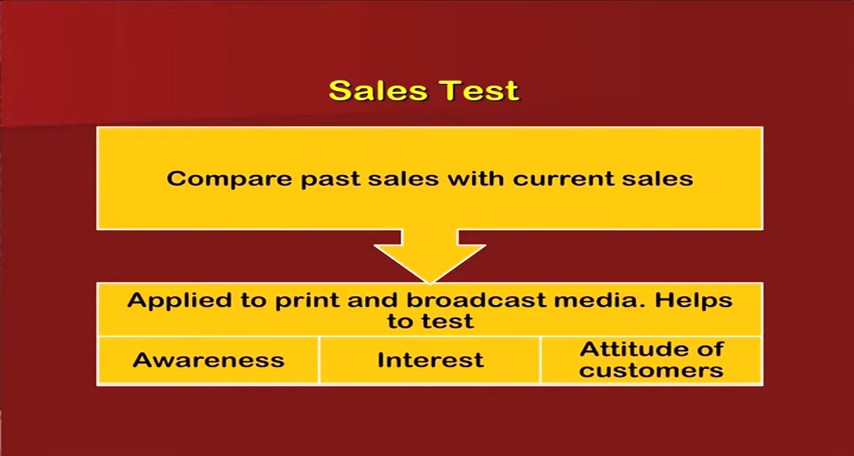 Sales Test
Compare past sales with current sales
Applied to print and broadcast media. Helps
to test
Awareness
Interest
Attitude of
customers